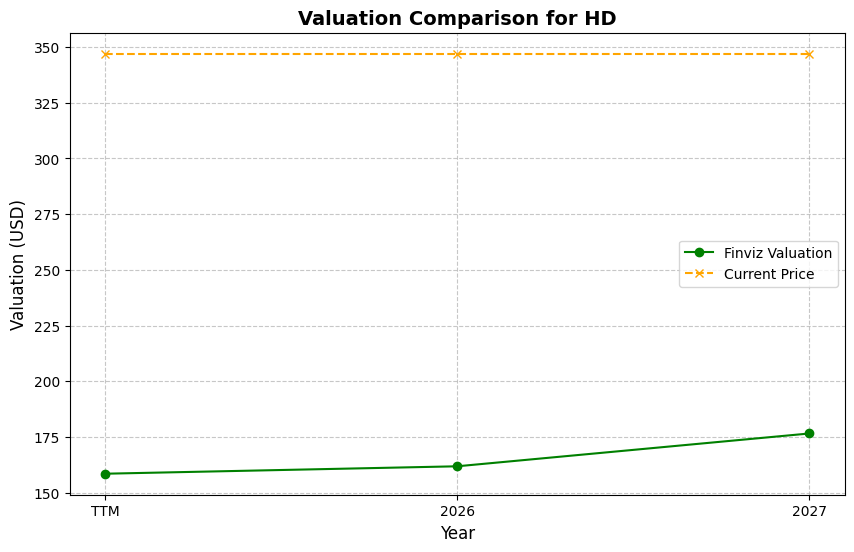 Valuation Comparison for HD
350
325
300
275
250
225
200
175
150
Valuation (USD)
Finviz Valuation
Current Price
TTM
2026
2027
Year